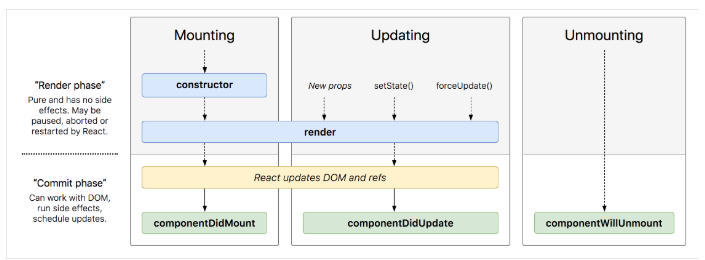 Mounting
Updating
Unmounting
“Render phase”
Pure and has no side
effects. May be
paused, aborted or
restarted by React.
constructor
New props
setState()
forceUpdate()
render
“Commit phase”
Can work with DOM,
run side effects,
schedule updates.
React updates DOM and refs
componentDidMount
componentDidUpdate
componentWillUnmount